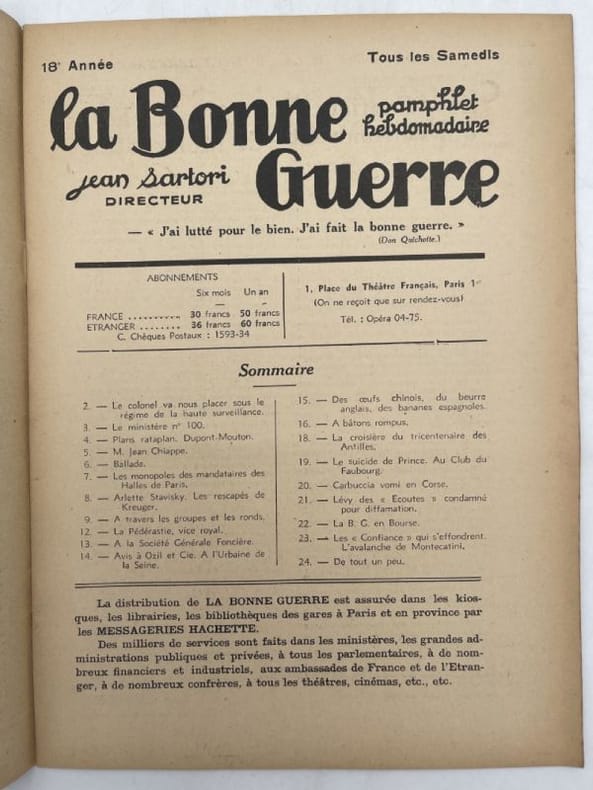 18e Année
Tous les Samedis
la Bonne Guerre
pamphlet
hebdomadaire
Jean Sartori
DIRECTEUR
— « J'ai lutté pour le bien. J'ai fait la bonne guerre. »
(Don Quichotte.)
ABONNEMENTS
Six mois Un an
FRANCE ........... 30 francs 50 francs
ETRANGER ........ 36 francs 60 francs
C. Chèques Postaux : 1593-34
1, Place du Théâtre Français, Paris 1er
(On ne reçoit que sur rendez-vous)
Tél. : Opéra 04-75.
Sommaire
2. — Le colonel va nous placer sous le
régime de la haute surveillance.
3. — Le ministère n° 100.
4. — Plans rataplan. Dupont-Mouton.
5. — M. Jean Chiappe.
6. — Ballade.
7. — Les monopoles des mandataires des
Halles de Paris.
8. — Arlette Stavisky. Les rescapés de
Kreuger.
9. — A travers les groupes et les ronds.
12. — La Pédérastie, vice royal.
13. — A la Société Générale Foncière.
14. — Avis à Ozil et Cie. A l'Urbaine de
la Seine.
15. — Des œufs chinois, du beurre
anglais, des bananes espagnoles.
16. — A bâtons rompus.
18. — La croisière du tricentenaire des
Antilles.
19. — Le suicide de Prince. Au Club du
Faubourg.
20. — Carbuccia vomi en Corse.
21. — Lévy des « Ecoutes » condamné
pour diffamation.
22. — La B. G. en Bourse.
23. — Les « Confiance » qui s'effondrent.
L'avalanche de Montecatini.
24. — De tout un peu.
La distribution de LA BONNE GUERRE est assurée dans les kios-
ques, les librairies, les bibliothèques des gares à Paris et en province par
les MESSAGERIES HACHETTE.
Des milliers de services sont faits dans les ministères, les grandes ad-
ministrations publiques et privées, à tous les parlementaires, à de nom-
breux financiers et industriels, aux ambassades de France et de l'Etran-
ger, à de nombreux confrères, à tous les théâtres, cinémas, etc., etc.